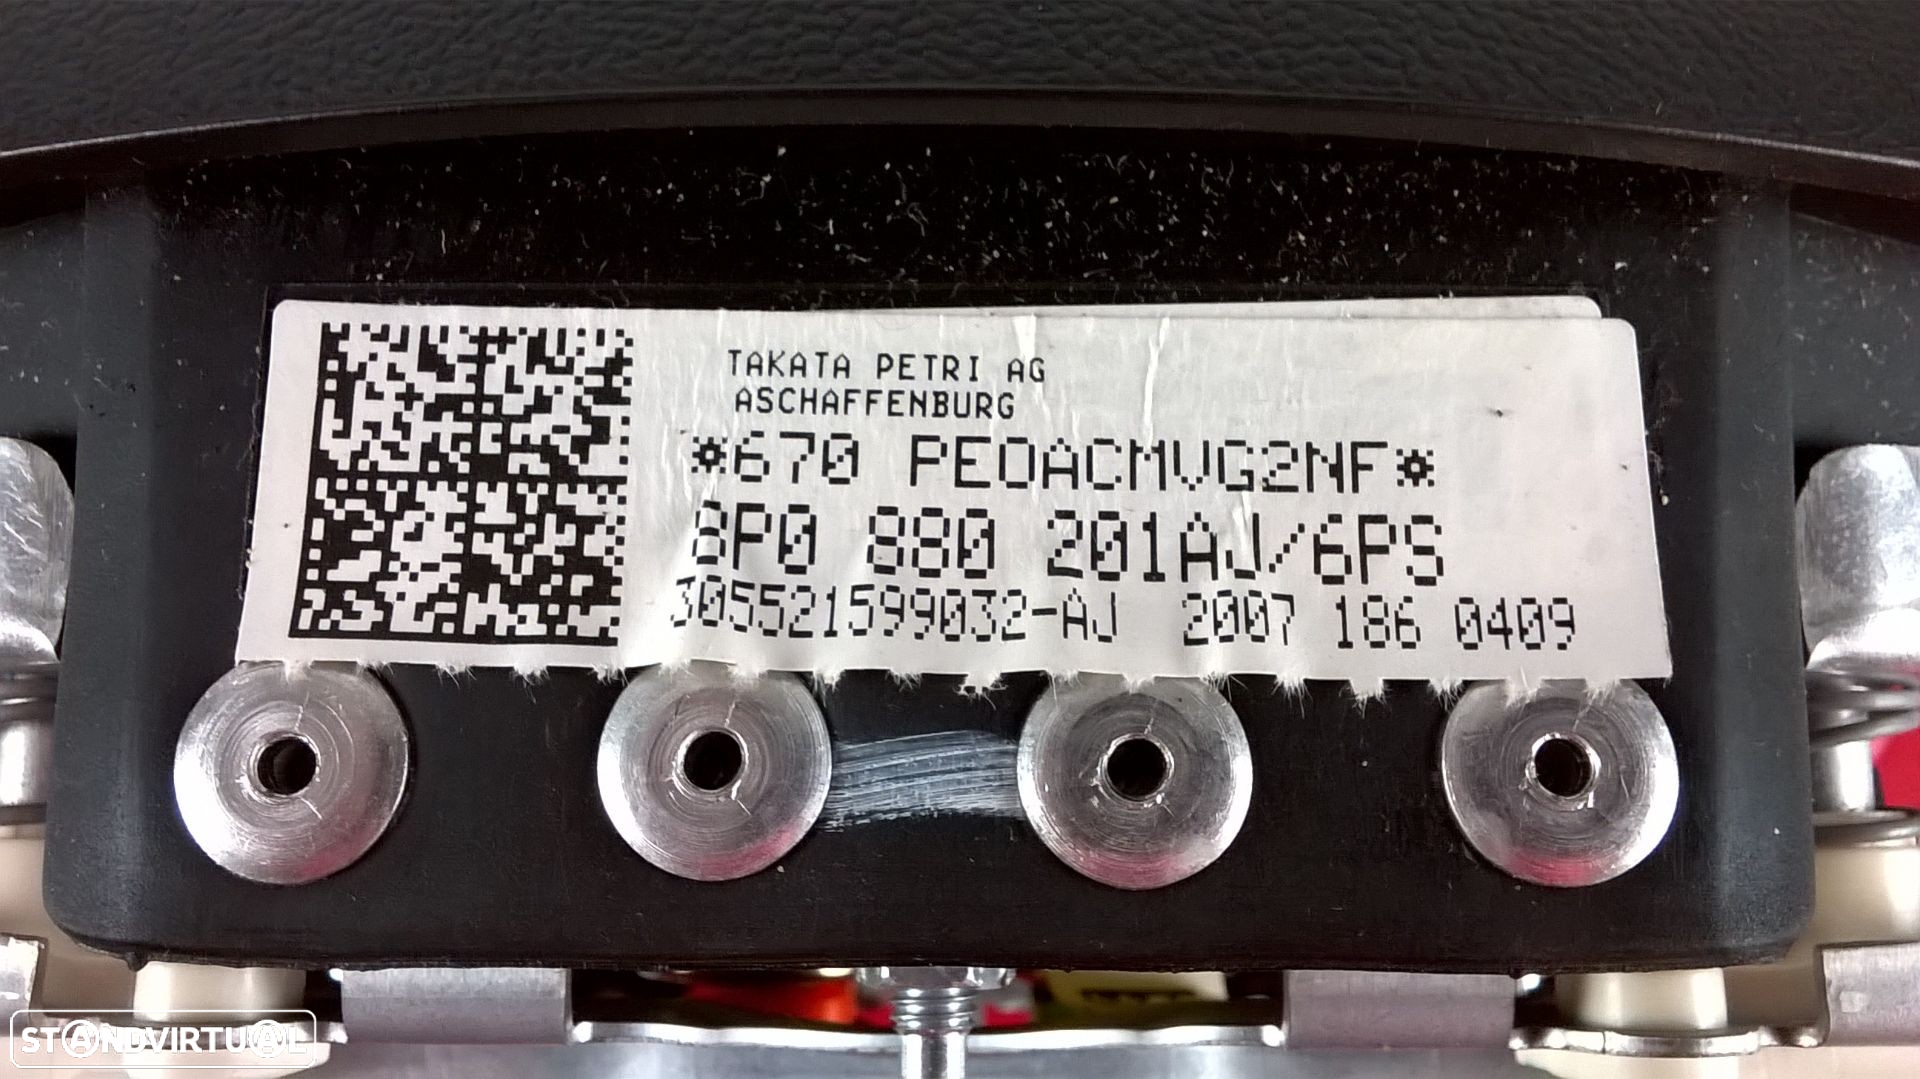 TAKATA PETRI AG
ASCHAFFENBURG
*670 PEOACMVG2NF*
8P0 880 201AJ/6PS
305521599032-AJ 2007 186 0409
STANDVIRTUAL